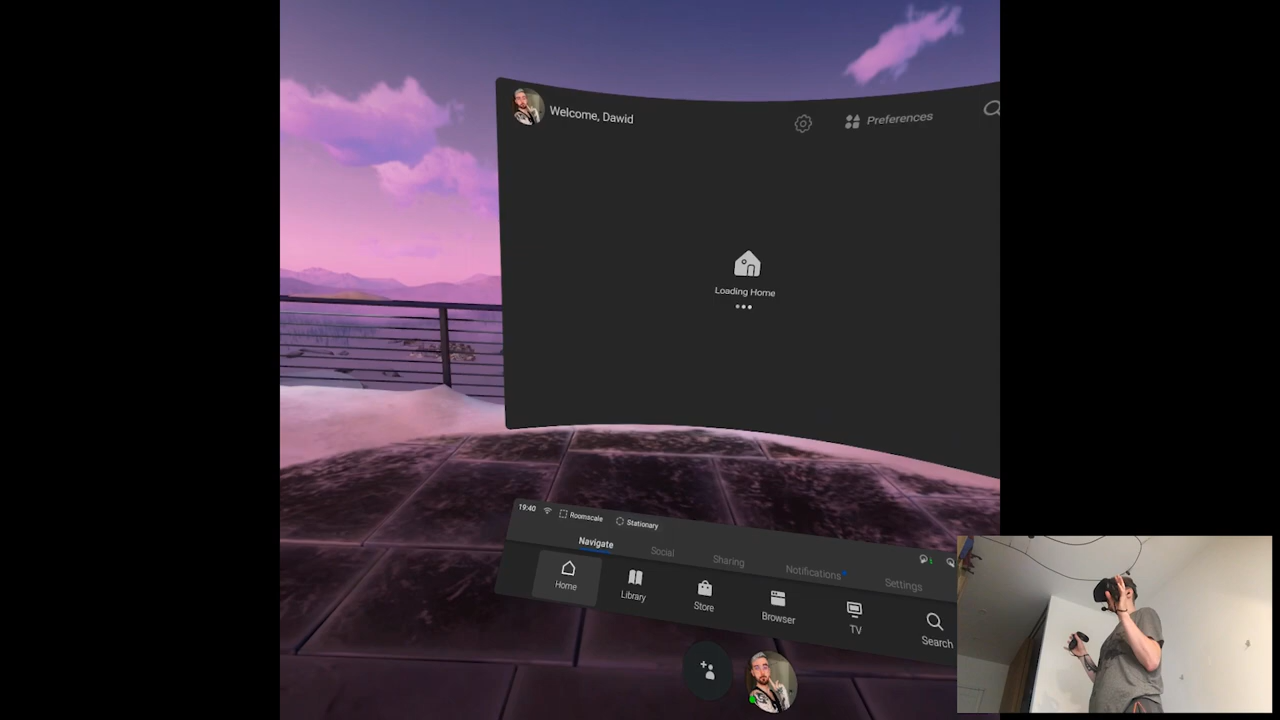 Welcome, Dawid
Preferences
Loading Home
19:40
Roomscale
Stationary
Navigate
Social
Sharing
Notifications
Settings
Home
Library
Store
Browser
TV
Search